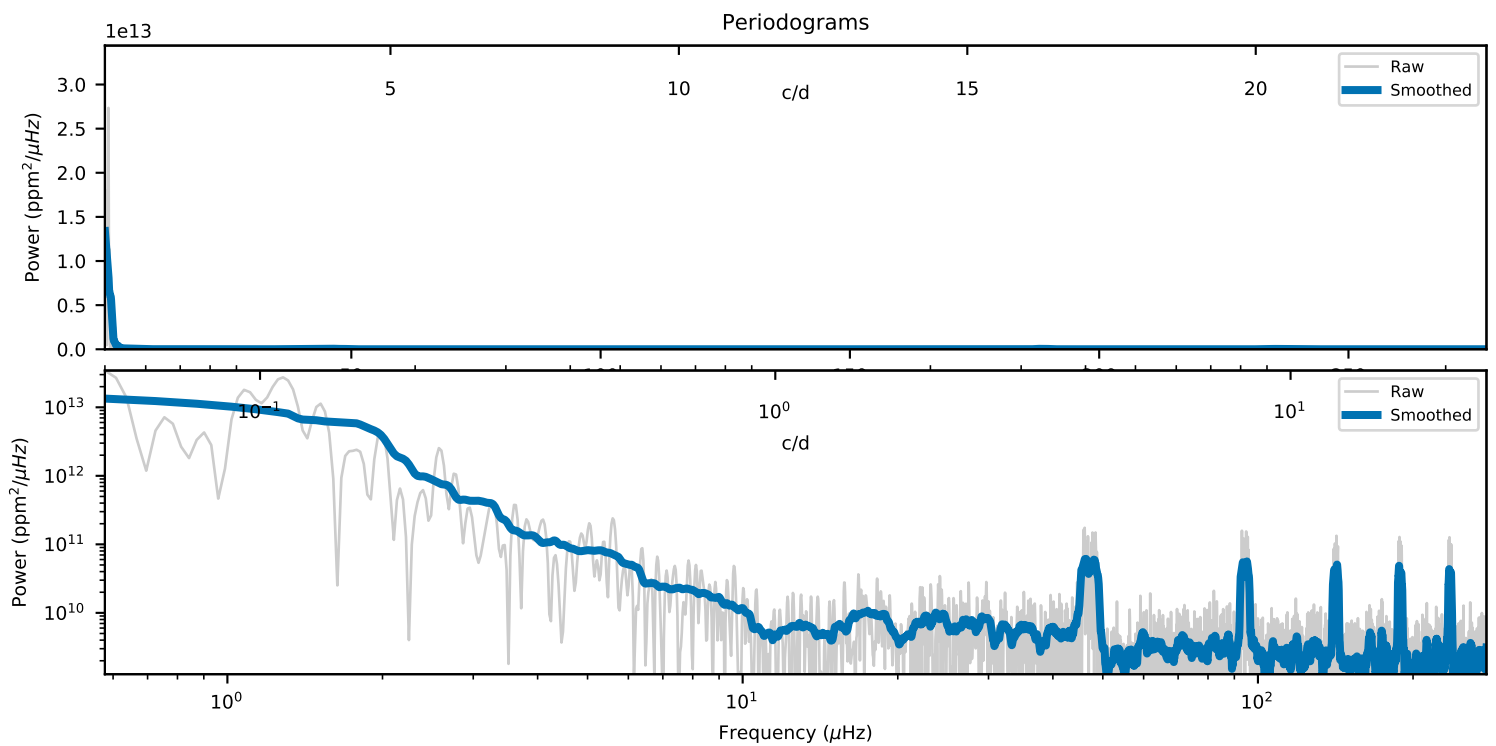 Periodograms
1e13
5 10 15 20
c/d
Raw
Smoothed
Power (ppm²/μHz)
3.0
2.5
2.0
1.5
1.0
0.5
0.0
10⁻¹ 10⁰ 10¹
c/d
Raw
Smoothed
Power (ppm²/μHz)
10¹³
10¹²
10¹¹
10¹⁰
10⁰ 10¹ 10²
Frequency (μHz)